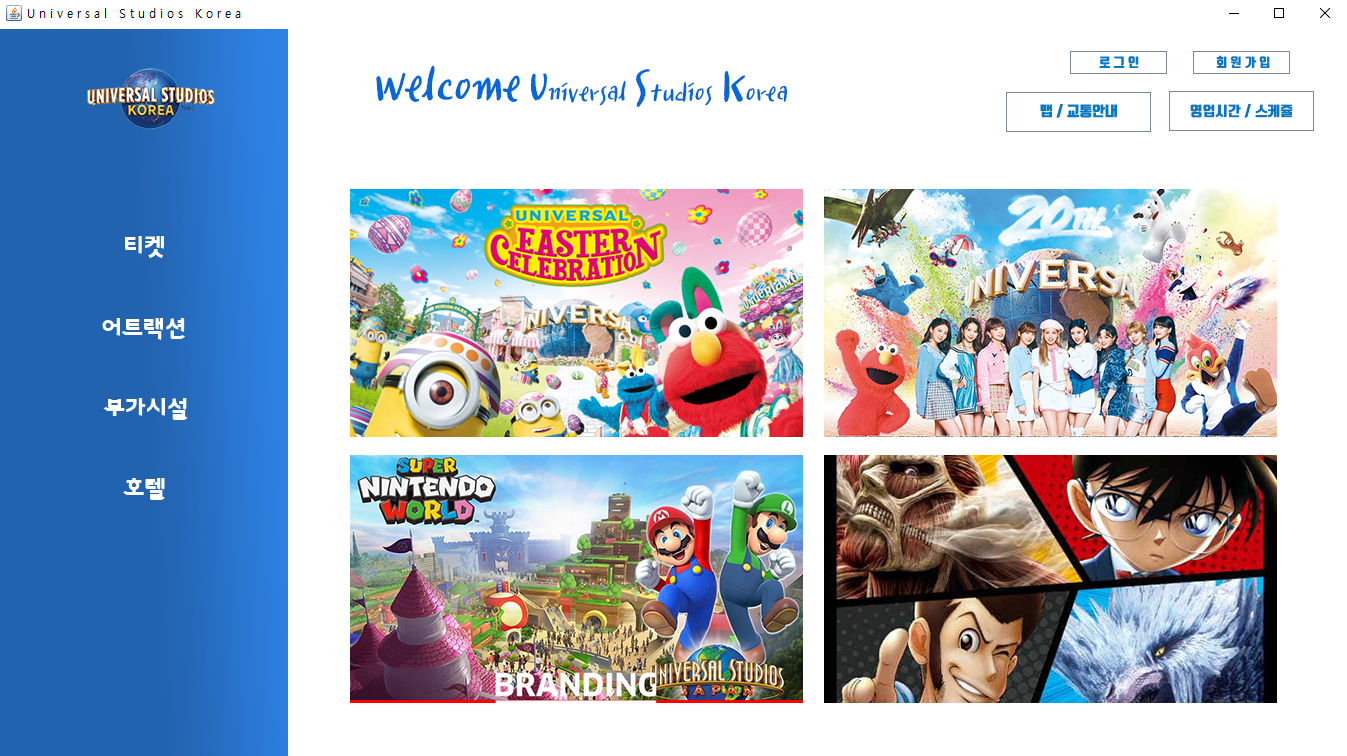 Universal Studios Korea
UNIVERSAL STUDIOS
KOREA
티켓
어트랙션
부가시설
호텔
Welcome Universal Studios Korea
로그인
회원가입
맵 / 교통안내
영업시간 / 스케줄
UNIVERSAL
EASTER
CELEBRATION
NIVERSA
20TH
UNIVERSA
SUPER
NINTENDO
WORLD
BRANDING
UNIVERSAL STUDIOS
JAPAN